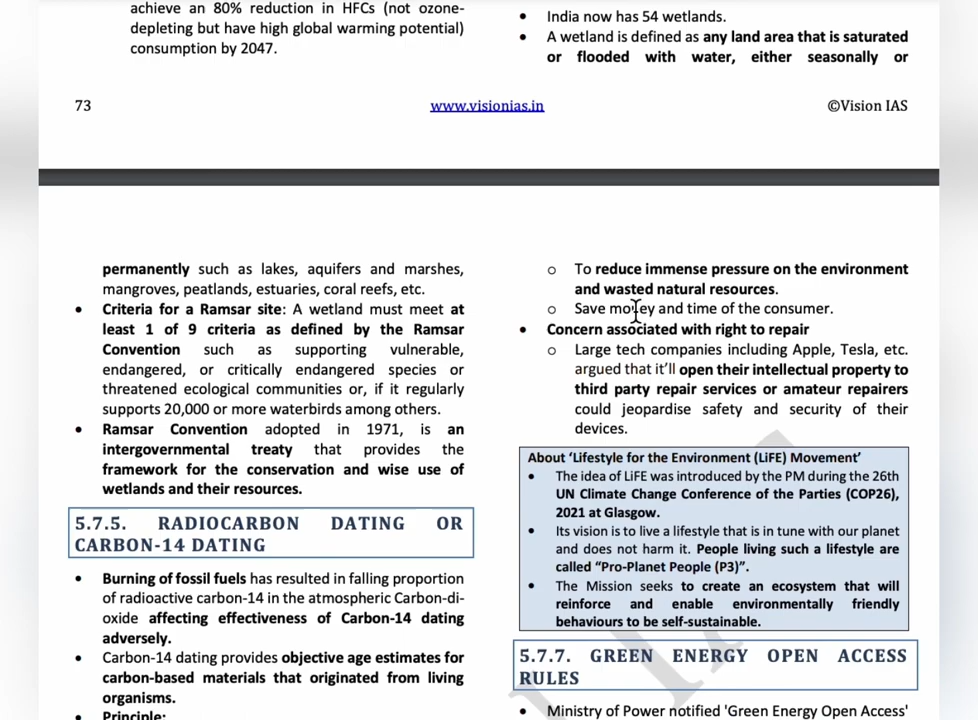 achieve an 80% reduction in HFCs (not ozone-
depleting but have high global warming potential)
consumption by 2047.
• India now has 54 wetlands.
• A wetland is defined as any land area that is saturated
or flooded with water, either seasonally or
73
www.visionias.in
©Vision IAS
permanently such as lakes, aquifers and marshes,
mangroves, peatlands, estuaries, coral reefs, etc.
• Criteria for a Ramsar site: A wetland must meet at
least 1 of 9 criteria as defined by the Ramsar
Convention such as supporting vulnerable,
endangered, or critically endangered species or
threatened ecological communities or, if it regularly
supports 20,000 or more waterbirds among others.
• Ramsar Convention adopted in 1971, is an
intergovernmental treaty that provides the
framework for the conservation and wise use of
wetlands and their resources.
5.7.5. RADIOCARBON DATING OR
CARBON-14 DATING
• Burning of fossil fuels has resulted in falling proportion
of radioactive carbon-14 in the atmospheric Carbon-di-
oxide affecting effectiveness of Carbon-14 dating
adversely.
• Carbon-14 dating provides objective age estimates for
carbon-based materials that originated from living
organisms.
• Principle:
o To reduce immense pressure on the environment
and wasted natural resources.
o Save money and time of the consumer.
• Concern associated with right to repair
o Large tech companies including Apple, Tesla, etc.
argued that it'll open their intellectual property to
third party repair services or amateur repairers
could jeopardise safety and security of their
devices.
About 'Lifestyle for the Environment (LiFE) Movement'
• The idea of LiFE was introduced by the PM during the 26th
UN Climate Change Conference of the Parties (COP26),
2021 at Glasgow.
• Its vision is to live a lifestyle that is in tune with our planet
and does not harm it. People living such a lifestyle are
called "Pro-Planet People (P3)".
• The Mission seeks to create an ecosystem that will
reinforce and enable environmentally friendly
behaviours to be self-sustainable.
5.7.7. GREEN ENERGY OPEN ACCESS
RULES
• Ministry of Power notified 'Green Energy Open Access'